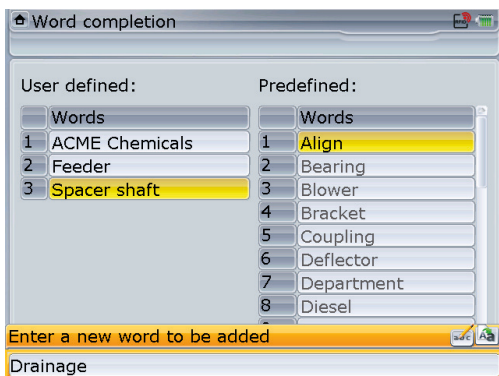 Word completion
User defined:
Words
1 ACME Chemicals
2 Feeder
3 Spacer shaft
Predefined:
Words
1 Align
2 Bearing
3 Blower
4 Bracket
5 Coupling
6 Deflector
7 Department
8 Diesel
Enter a new word to be added
Drainage